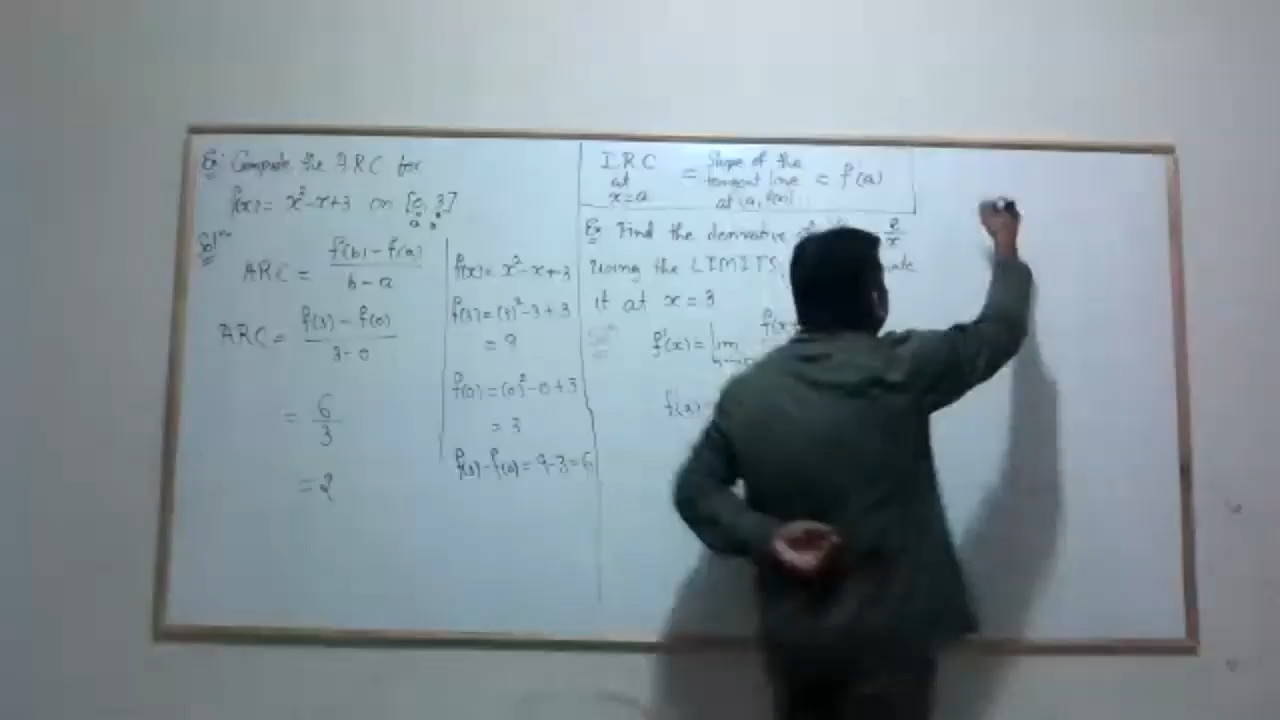 Ex: Compute the ARC for
f(x) = x² - x + 3 on [0, 3]
a b
Solⁿ
ARC = f(b) - f(a) / b - a
ARC = f(3) - f(0) / 3 - 0
= 6/3
= 2
f(x) = x² - x + 3
f(3) = (3)² - 3 + 3
= 9
f(0) = (0)² - 0 + 3
= 3
f(3) - f(0) = 9 - 3 = 6
IRC at x=a = Slope of the tangent line at (a, f(a)) = f'(a)
Ex Find the derivative 2/x
using the LIMITS,
it at x = 3
Solⁿ
f'(x) = lim f(x+
f'(x) =